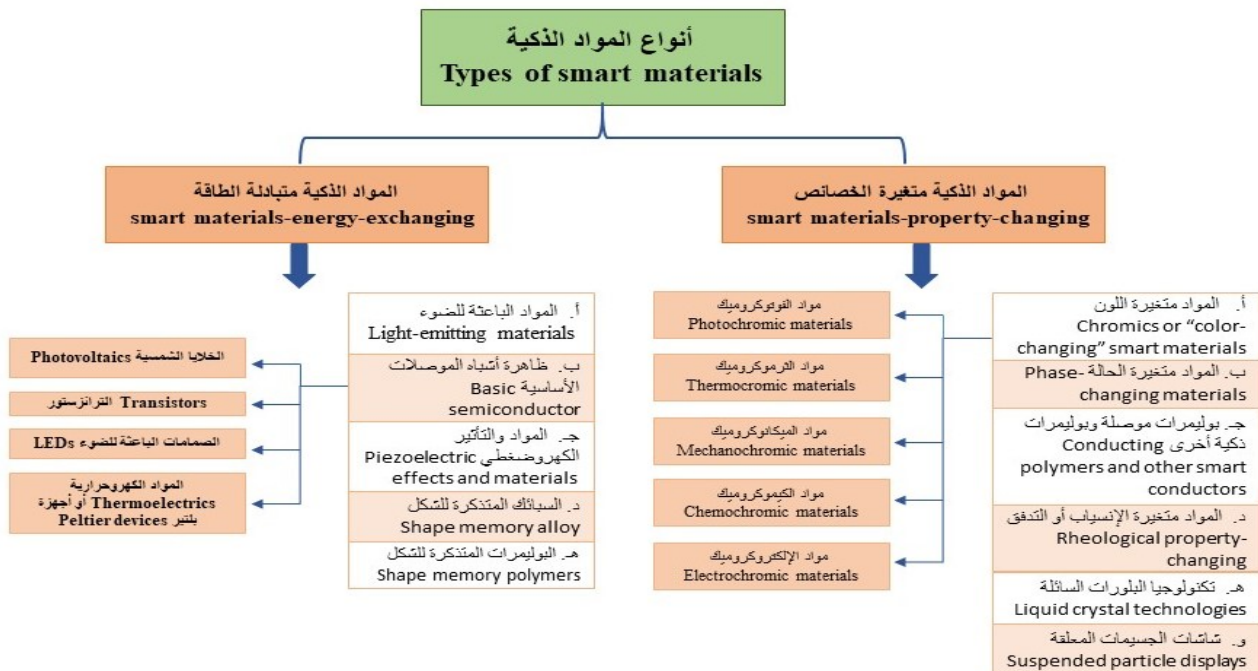 أنواع المواد الذكية
Types of smart materials
المواد الذكية متغيرة الخصائص
smart materials-property-changing
المواد الذكية متبادلة الطاقة
smart materials-energy-exchanging
أ. المواد متغيرة اللون
Chromics or “color-
changing” smart materials
ب. المواد متغيرة الحالة Phase-
changing materials
جـ. بوليمرات موصلة وبوليمرات
ذكية أخرى Conducting
polymers and other smart
conductors
د. المواد متغيرة الإنسياب أو التدفق
Rheological property-
changing
هـ. تكنولوجيا البلورات السائلة
Liquid crystal technologies
و. شاشات الجسيمات المعلقة
Suspended particle displays
مواد الفوتوكروميك
Photochromic materials
مواد الثرموكروميك
Thermocromic materials
مواد الميكانوكروميك
Mechanochromic materials
مواد الكيموكروميك
Chemochromic materials
مواد الإلكتروكروميك
Electrochromic materials
أ. المواد الباعثة للضوء
Light-emitting materials
ب. ظاهرة أشباه الموصلات
الأساسية Basic
semiconductor
جـ. المواد والتأثير
الكهروضغطي Piezoelectric
effects and materials
د. السبائك المتذكرة للشكل
Shape memory alloy
هـ. البوليمرات المتذكرة للشكل
Shape memory polymers
الخلايا الشمسية Photovoltaics
الترانزستور Transistors
الصمامات الباعثة للضوء LEDs
المواد الكهروحرارية
Thermoelectrics أو أجهزة
بلتير Peltier devices